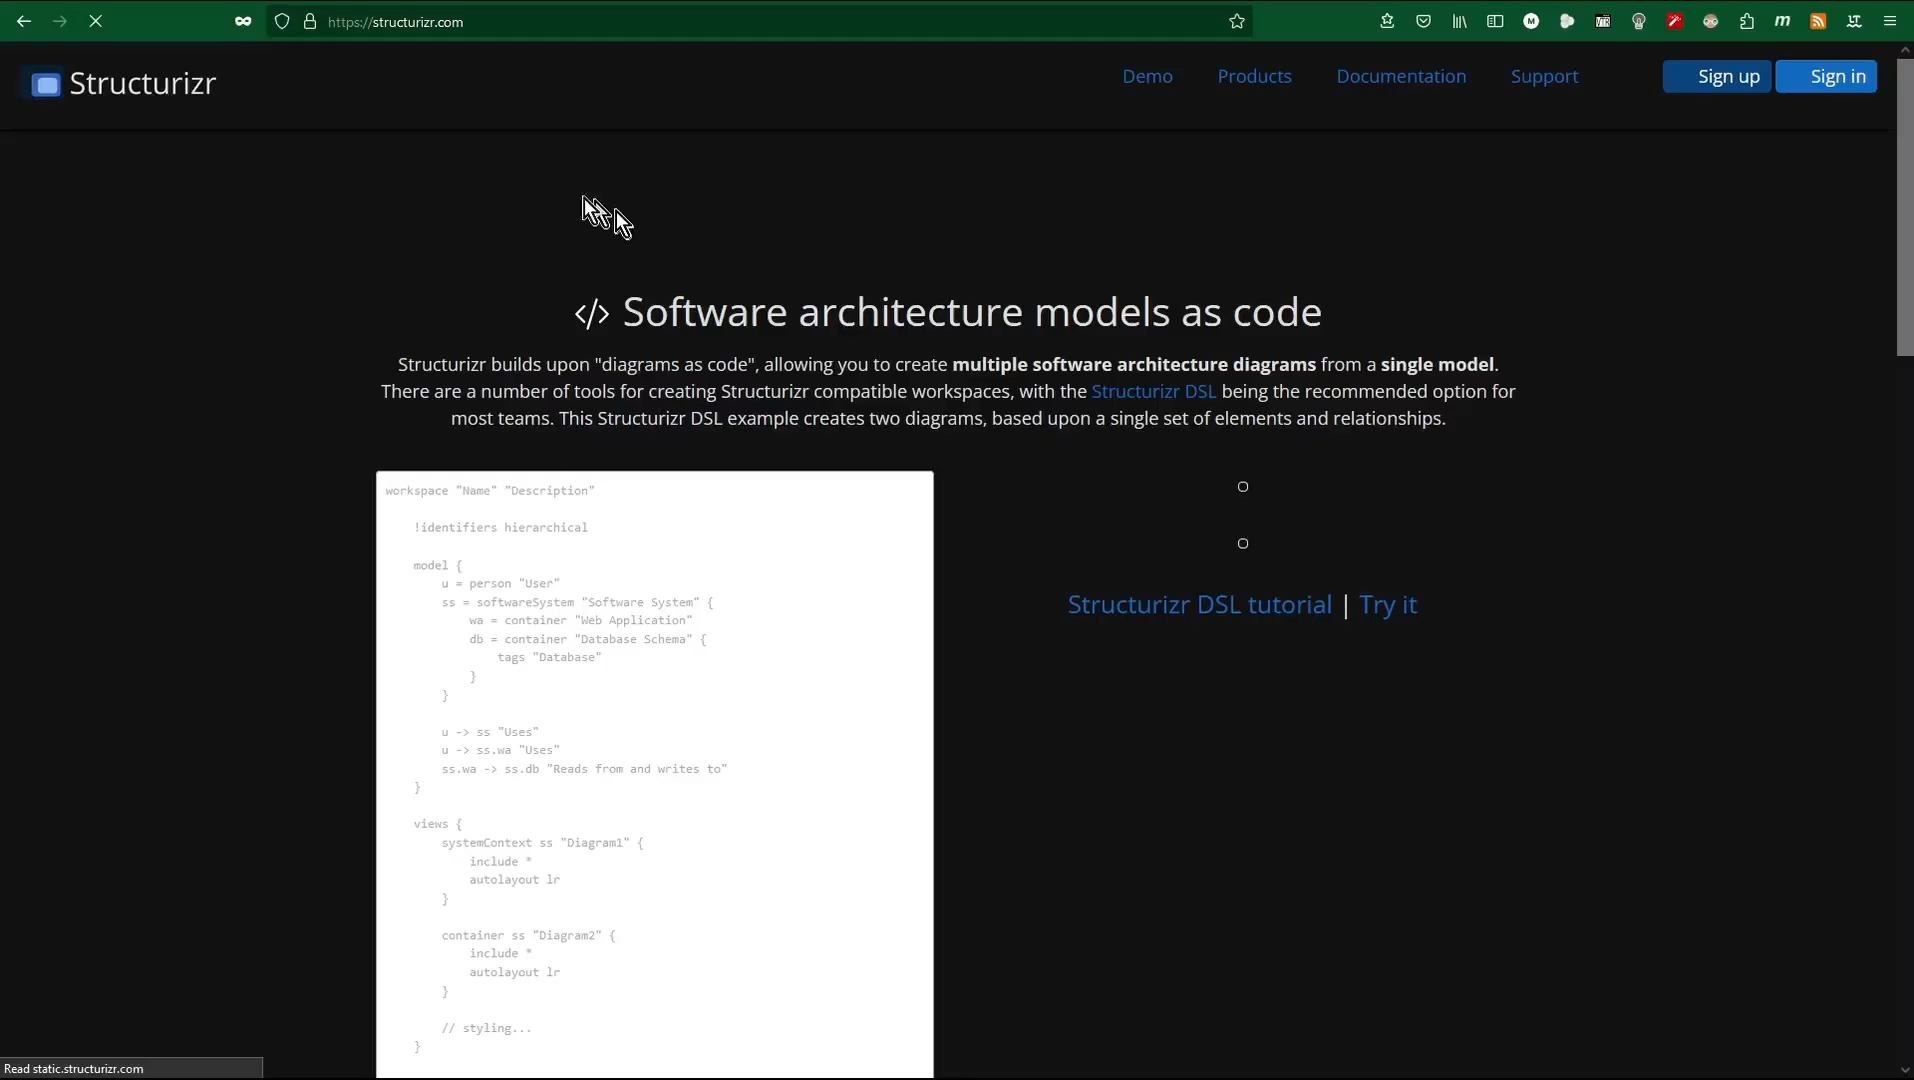 https://structurizr.com
Structurizr
Demo
Products
Documentation
Support
Sign up
Sign in
</> Software architecture models as code
Structurizr builds upon "diagrams as code", allowing you to create multiple software architecture diagrams from a single model.
There are a number of tools for creating Structurizr compatible workspaces, with the Structurizr DSL being the recommended option for
most teams. This Structurizr DSL example creates two diagrams, based upon a single set of elements and relationships.
workspace "Name" "Description"
!identifiers hierarchical
model {
u = person "User"
ss = softwareSystem "Software System" {
wa = container "Web Application"
db = container "Database Schema" {
tags "Database"
}
}
u -> ss "Uses"
u -> ss.wa "Uses"
ss.wa -> ss.db "Reads from and writes to"
}
views {
systemContext ss "Diagram1" {
include *
autolayout lr
}
container ss "Diagram2" {
include *
autolayout lr
}
// styling...
}
Structurizr DSL tutorial | Try it
Read static.structurizr.com